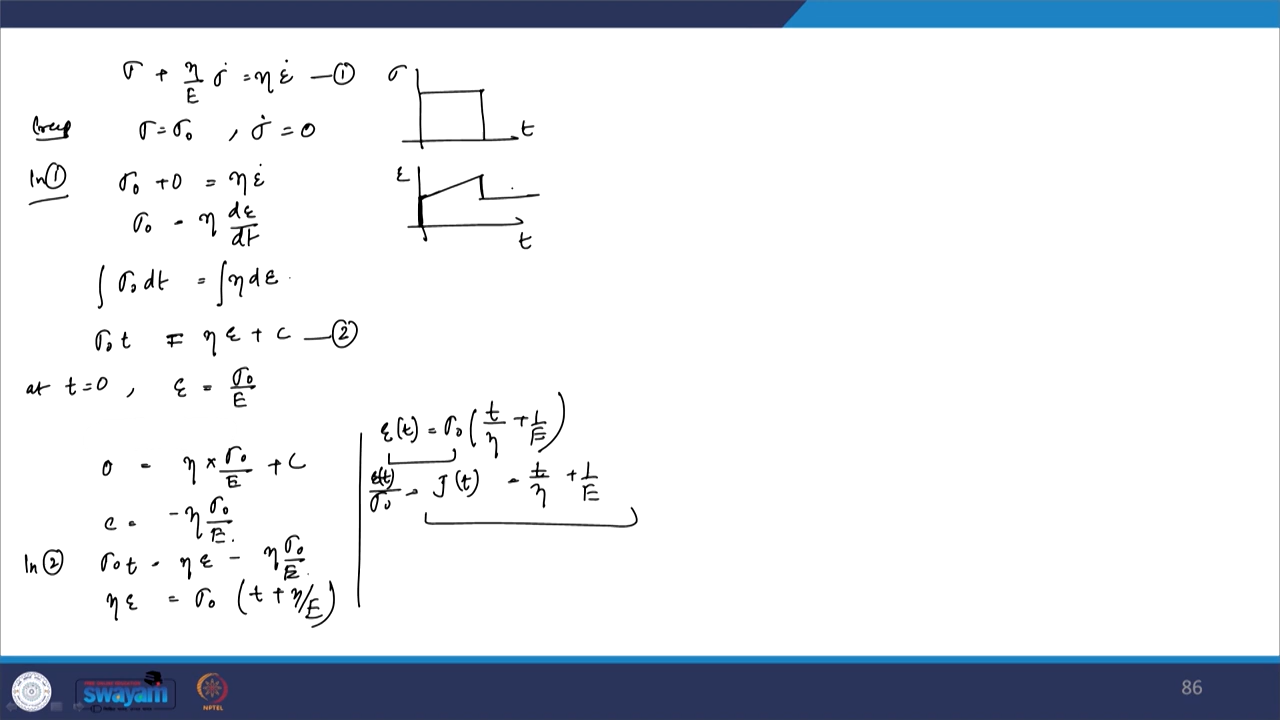 σ + η/E σ̇ = η ε̇ — ①
Creep σ = σ₀ , σ̇ = 0
In ① σ₀ + 0 = η ε̇
σ₀ = η dε/dt
∫ σ₀ dt = ∫ η dε
σ₀ t = η ε + c — ②
at t = 0 , ε = σ₀/E
0 = η × σ₀/E + C
c = - η σ₀/E .
In ② σ₀ t = η ε - η σ₀/E .
η ε = σ₀ ( t + η/E )
σ
t
ε
t
ε(t) = σ₀ ( t/η + 1/E )
ε(t)/σ₀ = J(t) = t/η + 1/E
swayam
NPTEL
86